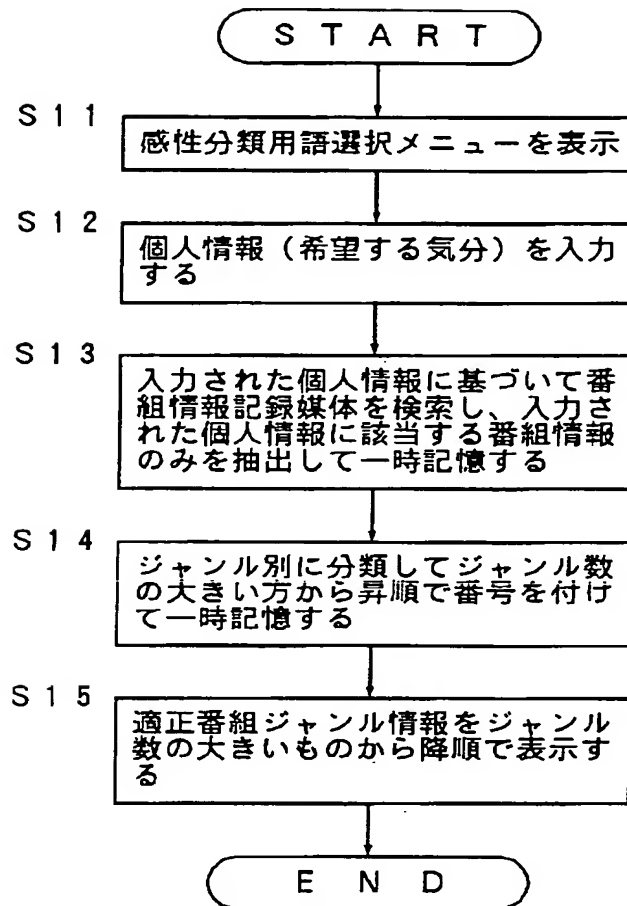 ＳＴＡＲＴ
Ｓ１１
感性分類用語選択メニューを表示
Ｓ１２
個人情報（希望する気分）を入力
する
Ｓ１３
入力された個人情報に基づいて番
組情報記録媒体を検索し、入力さ
れた個人情報に該当する番組情報
のみを抽出して一時記憶する
Ｓ１４
ジャンル別に分類してジャンル数
の大きい方から昇順で番号を付け
て一時記憶する
Ｓ１５
適正番組ジャンル情報をジャンル
数の大きいものから降順で表示す
る
ＥＮＤ